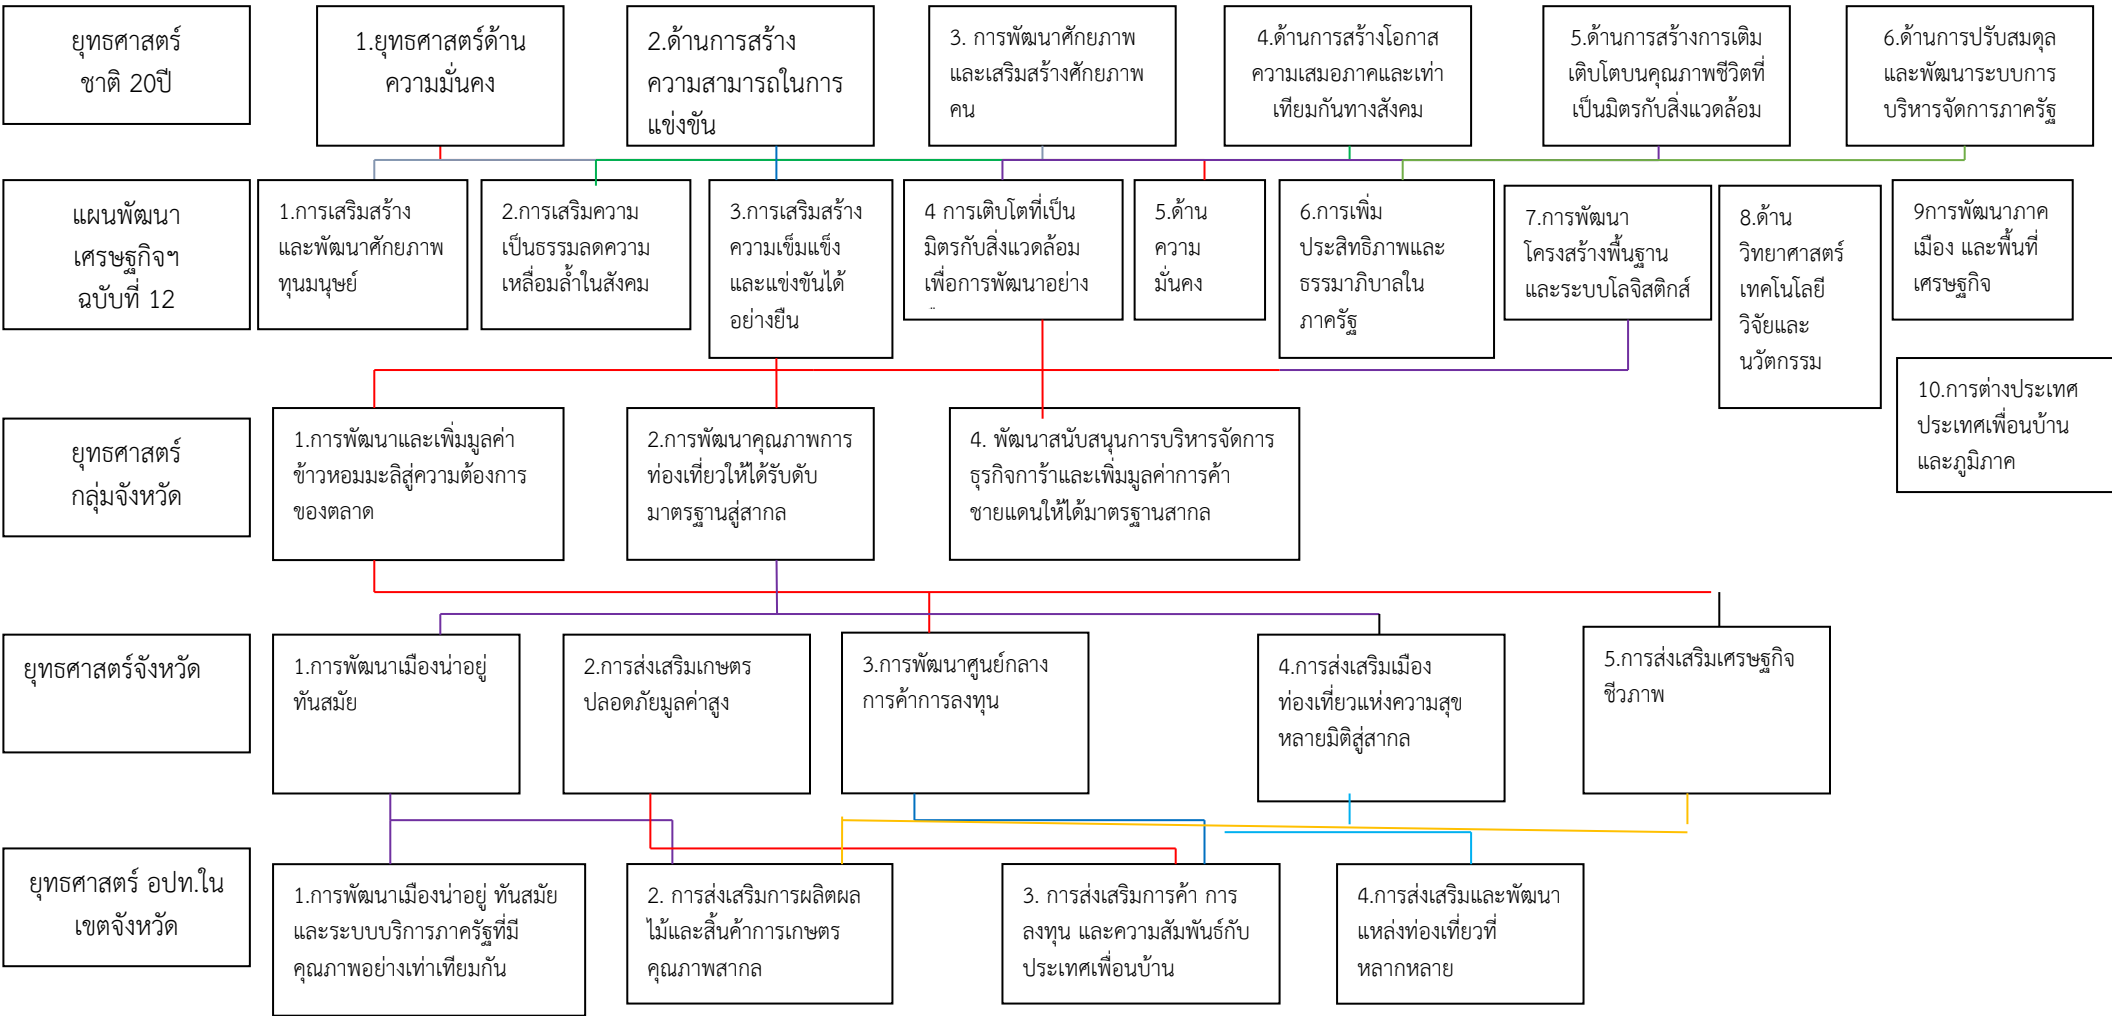 ยุทธศาสตร์
ชาติ 20ปี
1.ยุทธศาสตร์ด้าน
ความมั่นคง
2.ด้านการสร้าง
ความสามารถในการ
แข่งขัน
3. การพัฒนาศักยภาพ
และเสริมสร้างศักยภาพ
คน
4.ด้านการสร้างโอกาส
ความเสมอภาคและเท่า
เทียมกันทางสังคม
5.ด้านการสร้างการเติม
เติบโตบนคุณภาพชีวิตที่
เป็นมิตรกับสิ่งแวดล้อม
6.ด้านการปรับสมดุล
และพัฒนาระบบการ
บริหารจัดการภาครัฐ
แผนพัฒนา
เศรษฐกิจฯ
ฉบับที่ 12
1.การเสริมสร้าง
และพัฒนาศักยภาพ
ทุนมนุษย์
2.การเสริมความ
เป็นธรรมลดความ
เหลื่อมล้ำในสังคม
3.การเสริมสร้าง
ความเข็มแข็ง
และแข่งขันได้
อย่างยืน
4 การเติบโตที่เป็น
มิตรกับสิ่งแวดล้อม
เพื่อการพัฒนาอย่าง
5.ด้าน
ความ
มั่นคง
6.การเพิ่ม
ประสิทธิภาพและ
ธรรมาภิบาลใน
ภาครัฐ
7.การพัฒนา
โครงสร้างพื้นฐาน
และระบบโลจิสติกส์
8.ด้าน
วิทยาศาสตร์
เทคโนโลยี
วิจัยและ
นวัตกรรม
9การพัฒนาภาค
เมือง และพื้นที่
เศรษฐกิจ
10.การต่างประเทศ
ประเทศเพื่อนบ้าน
และภูมิภาค
ยุทธศาสตร์
กลุ่มจังหวัด
1.การพัฒนาและเพิ่มมูลค่า
ข้าวหอมมะลิสู่ความต้องการ
ของตลาด
2.การพัฒนาคุณภาพการ
ท่องเที่ยวให้ได้รับดับ
มาตรฐานสู่สากล
4. พัฒนาสนับสนุนการบริหารจัดการ
ธุรกิจการ้าและเพิ่มมูลค่าการค้า
ชายแดนให้ได้มาตรฐานสากล
ยุทธศาสตร์จังหวัด
1.การพัฒนาเมืองน่าอยู่
ทันสมัย
2.การส่งเสริมเกษตร
ปลอดภัยมูลค่าสูง
3.การพัฒนาศูนย์กลาง
การค้าการลงทุน
4.การส่งเสริมเมือง
ท่องเที่ยวแห่งความสุข
หลายมิติสู่สากล
5.การส่งเสริมเศรษฐกิจ
ชีวภาพ
ยุทธศาสตร์ อปท.ใน
เขตจังหวัด
1.การพัฒนาเมืองน่าอยู่ ทันสมัย
และระบบบริการภาครัฐที่มี
คุณภาพอย่างเท่าเทียมกัน
2. การส่งเสริมการผลิตผล
ไม้และสิ้นค้าการเกษตร
คุณภาพสากล
3. การส่งเสริมการค้า การ
ลงทุน และความสัมพันธ์กับ
ประเทศเพื่อนบ้าน
4.การส่งเสริมและพัฒนา
แหล่งท่องเที่ยวที่
หลากหลาย